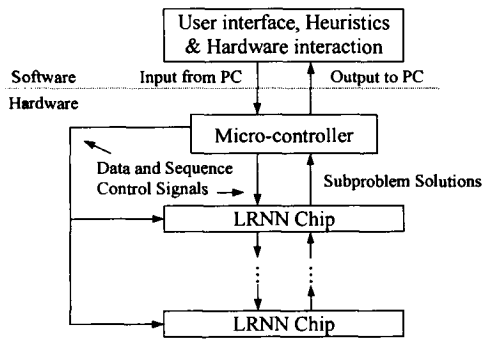 User interface, Heuristics
& Hardware interaction
Software
Input from PC
Output to PC
Hardware
Micro-controller
Data and Sequence
Control Signals
Subproblem Solutions
LRNN Chip
LRNN Chip